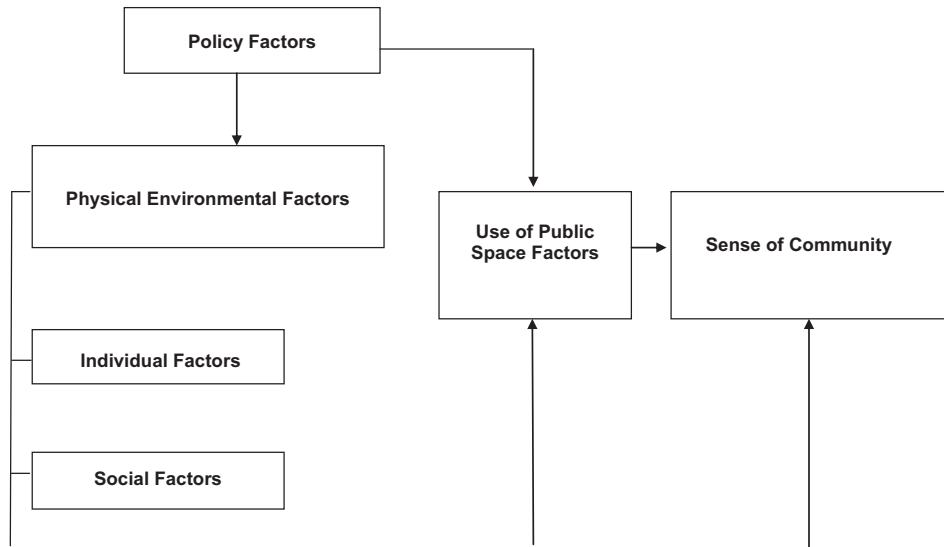 Policy Factors
Physical Environmental Factors
Use of Public
Space Factors
Sense of Community
Individual Factors
Social Factors